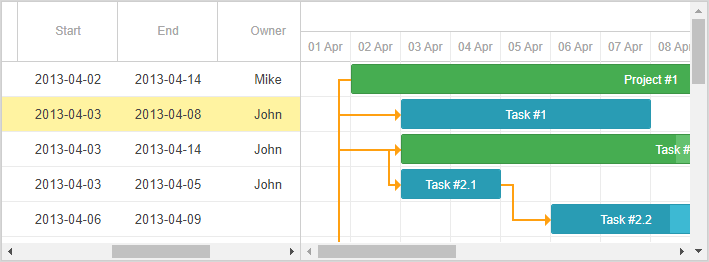 Start End Owner
01 Apr 02 Apr 03 Apr 04 Apr 05 Apr 06 Apr 07 Apr 08 Apr
2013-04-02 2013-04-14 Mike Project #1
2013-04-03 2013-04-08 John Task #1
2013-04-03 2013-04-14 John Task #
2013-04-03 2013-04-05 John Task #2.1
2013-04-06 2013-04-09 Task #2.2